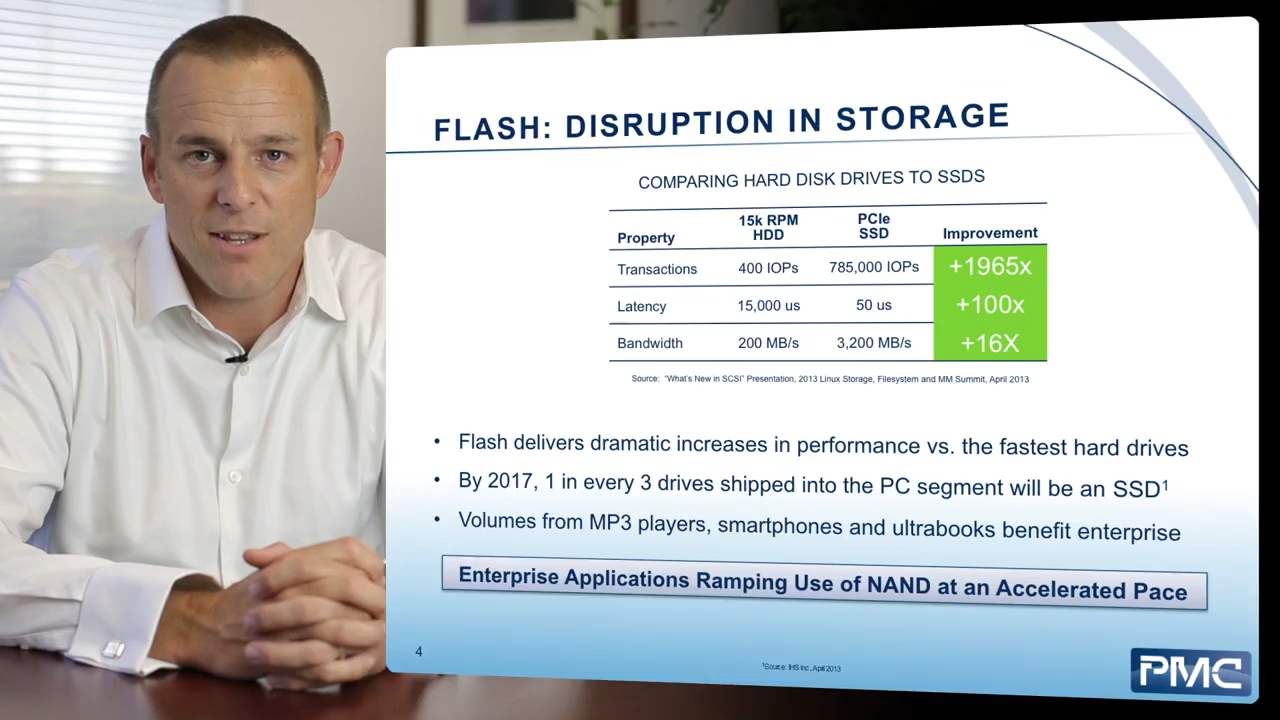 FLASH: DISRUPTION IN STORAGE
COMPARING HARD DISK DRIVES TO SSDS
Property 15k RPM HDD PCIe SSD Improvement
Transactions 400 IOPs 785,000 IOPs +1965x
Latency 15,000 us 50 us +100x
Bandwidth 200 MB/s 3,200 MB/s +16X
Source: "What's New in SCSI" Presentation, 2013 Linux Storage, Filesystem and MM Summit, April 2013
• Flash delivers dramatic increases in performance vs. the fastest hard drives
• By 2017, 1 in every 3 drives shipped into the PC segment will be an SSD¹
• Volumes from MP3 players, smartphones and ultrabooks benefit enterprise
Enterprise Applications Ramping Use of NAND at an Accelerated Pace
4
¹Source: IHS Inc., April 2013
PMC